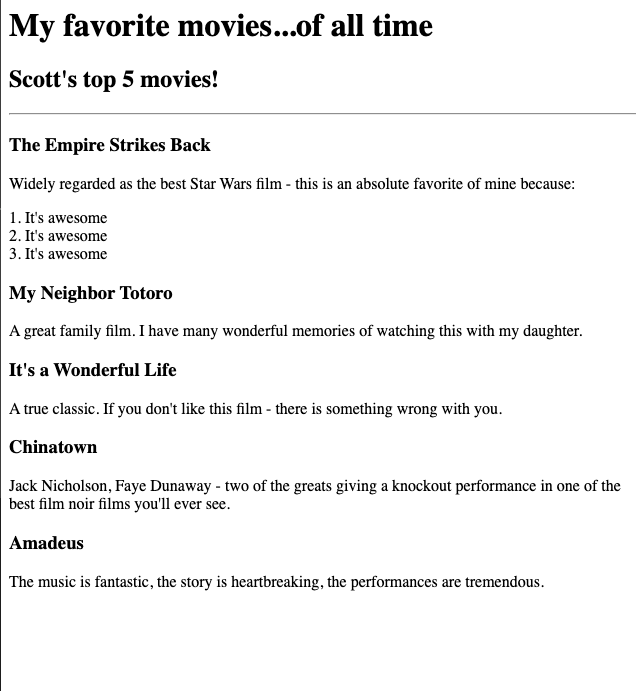 My favorite movies...of all time
Scott's top 5 movies!
The Empire Strikes Back
Widely regarded as the best Star Wars film - this is an absolute favorite of mine because:
1. It's awesome
2. It's awesome
3. It's awesome
My Neighbor Totoro
A great family film. I have many wonderful memories of watching this with my daughter.
It's a Wonderful Life
A true classic. If you don't like this film - there is something wrong with you.
Chinatown
Jack Nicholson, Faye Dunaway - two of the greats giving a knockout performance in one of the
best film noir films you'll ever see.
Amadeus
The music is fantastic, the story is heartbreaking, the performances are tremendous.